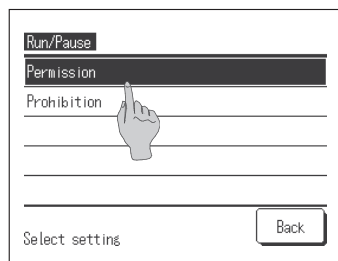 Run/Pause
Permission
Prohibition
Select setting
Back